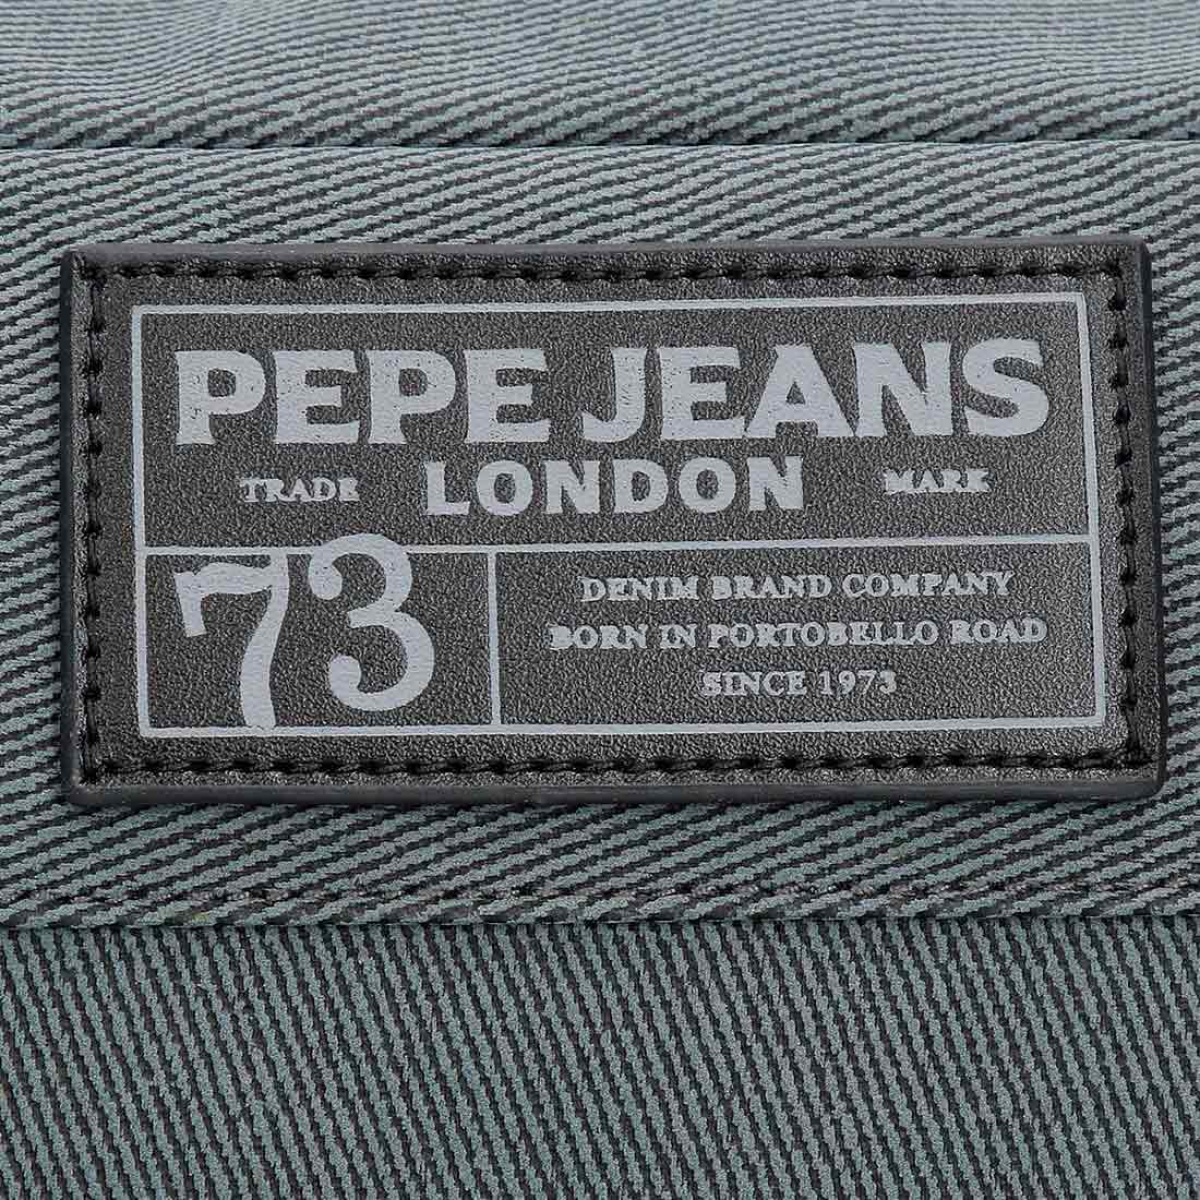 PEPE JEANS
TRADE LONDON MARK
73
DENIM BRAND COMPANY
BORN IN PORTOBELLO ROAD
SINCE 1973